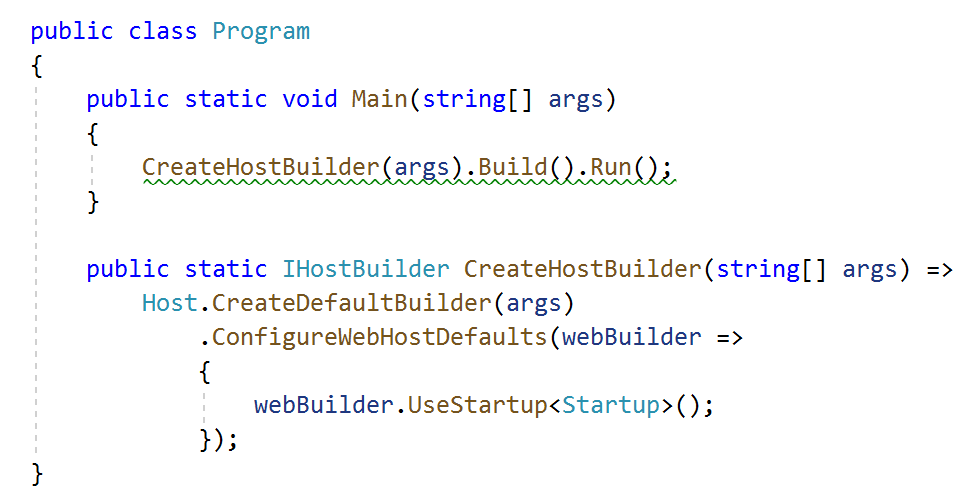 public class Program
{
    public static void Main(string[] args)
    {
        CreateHostBuilder(args).Build().Run();
    }

    public static IHostBuilder CreateHostBuilder(string[] args) =>
        Host.CreateDefaultBuilder(args)
            .ConfigureWebHostDefaults(webBuilder =>
            {
                webBuilder.UseStartup<Startup>();
            });
}